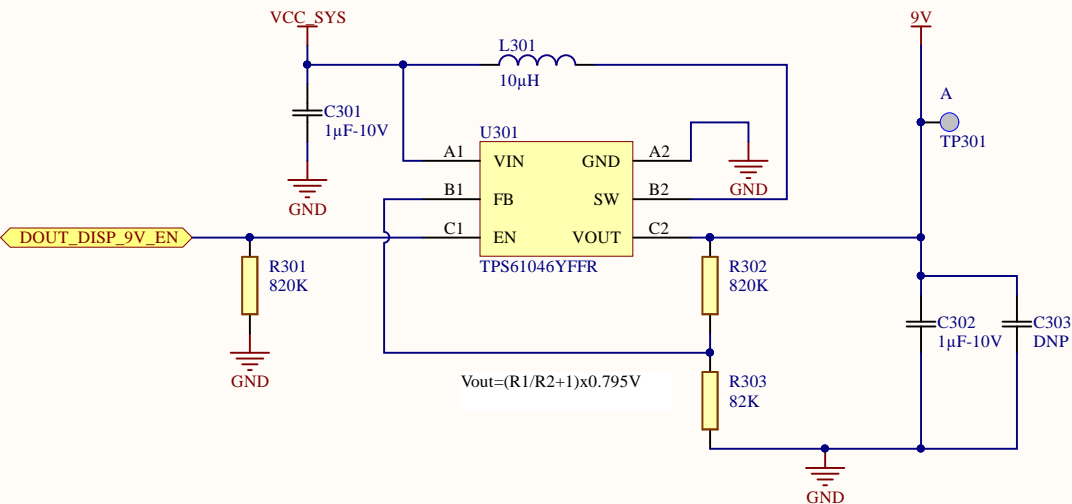 VCC_SYS
9V
L301
10µH
A
TP301
C301
1µF-10V
U301
A1
VIN
GND
A2
GND
GND
B1
FB
SW
B2
DOUT_DISP_9V_EN
C1
EN
VOUT
C2
TPS61046YFFR
R301
820K
GND
R302
820K
C302
1µF-10V
C303
DNP
Vout=(R1/R2+1)x0.795V
R303
82K
GND